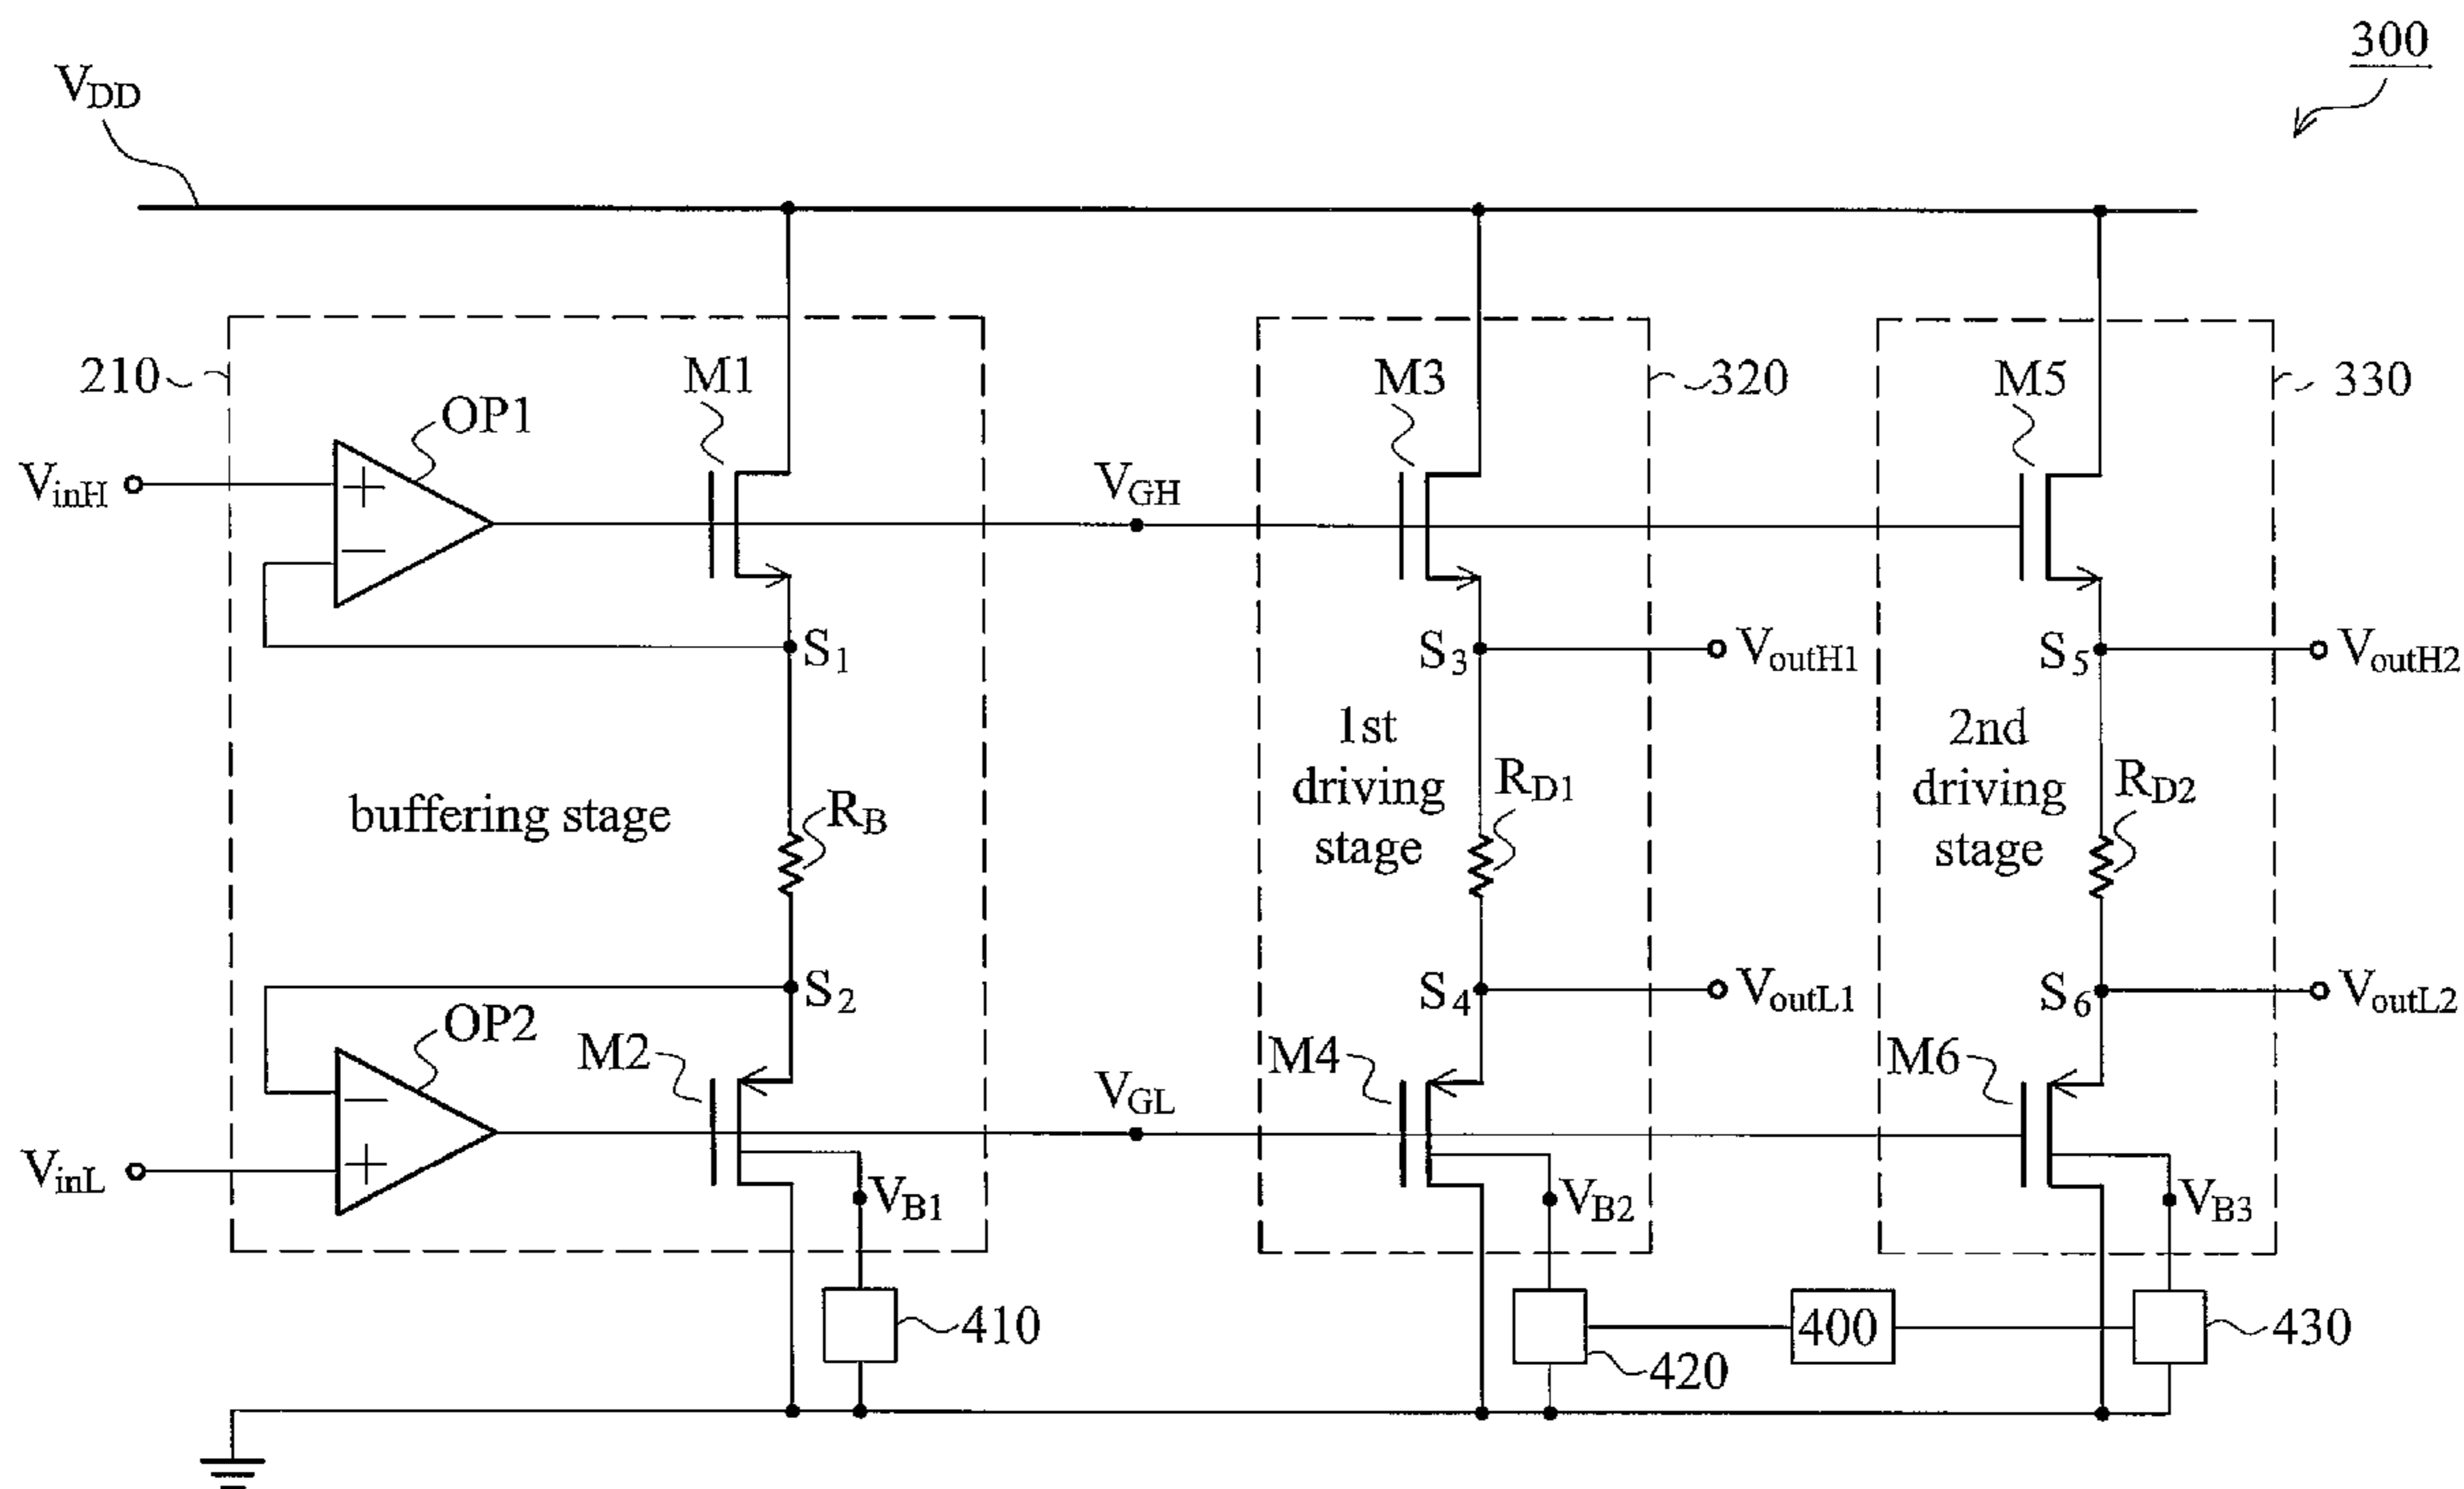 300
VDD
210
OP1
M1
M3
320
M5
330
VinH
+
−
VGH
S1
S3
VoutH1
S5
VoutH2
buffering stage
RB
1st
driving
stage
RD1
2nd
driving
stage
RD2
S2
S4
VoutL1
S6
VoutL2
OP2
M2
M4
M6
VGL
−
+
VinL
VB1
VB2
VB3
410
420
400
430